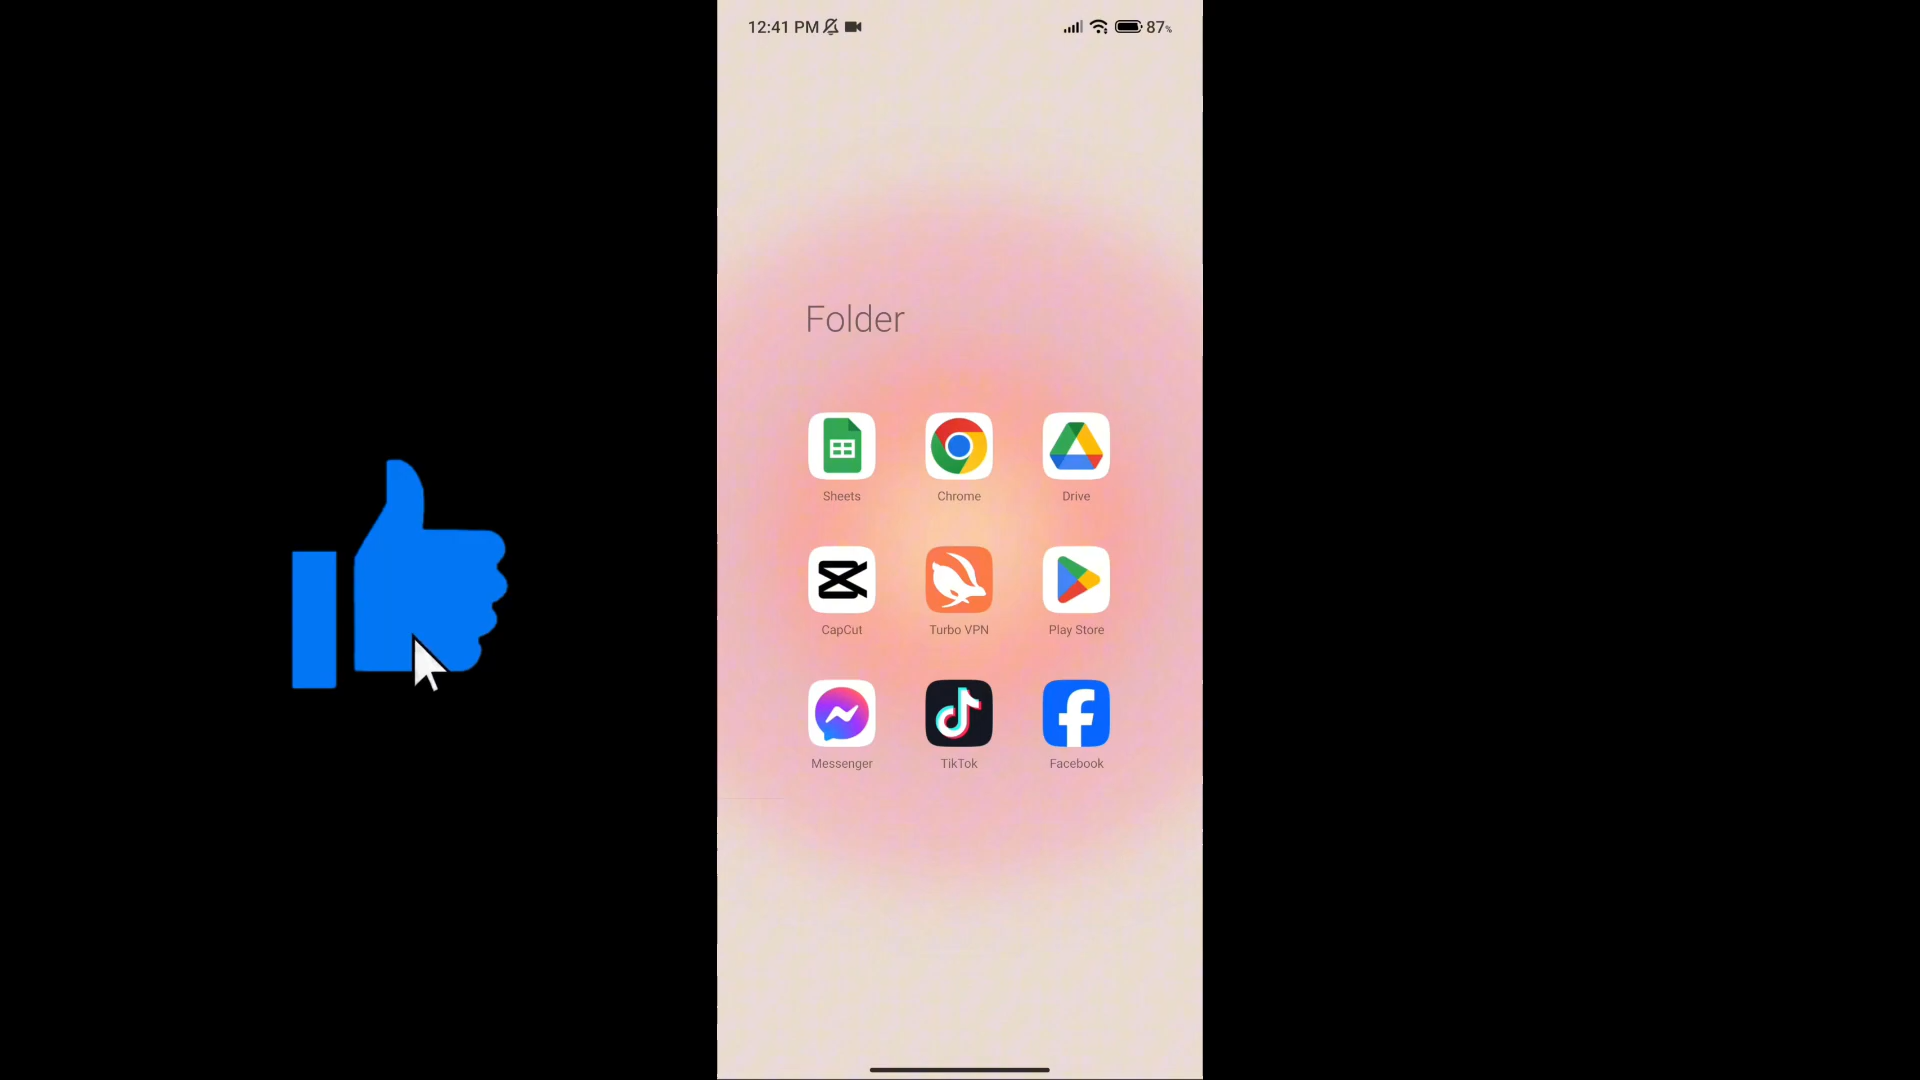 12:41 PM 87%
Folder
Sheets Chrome Drive
CapCut Turbo VPN Play Store
Messenger TikTok Facebook